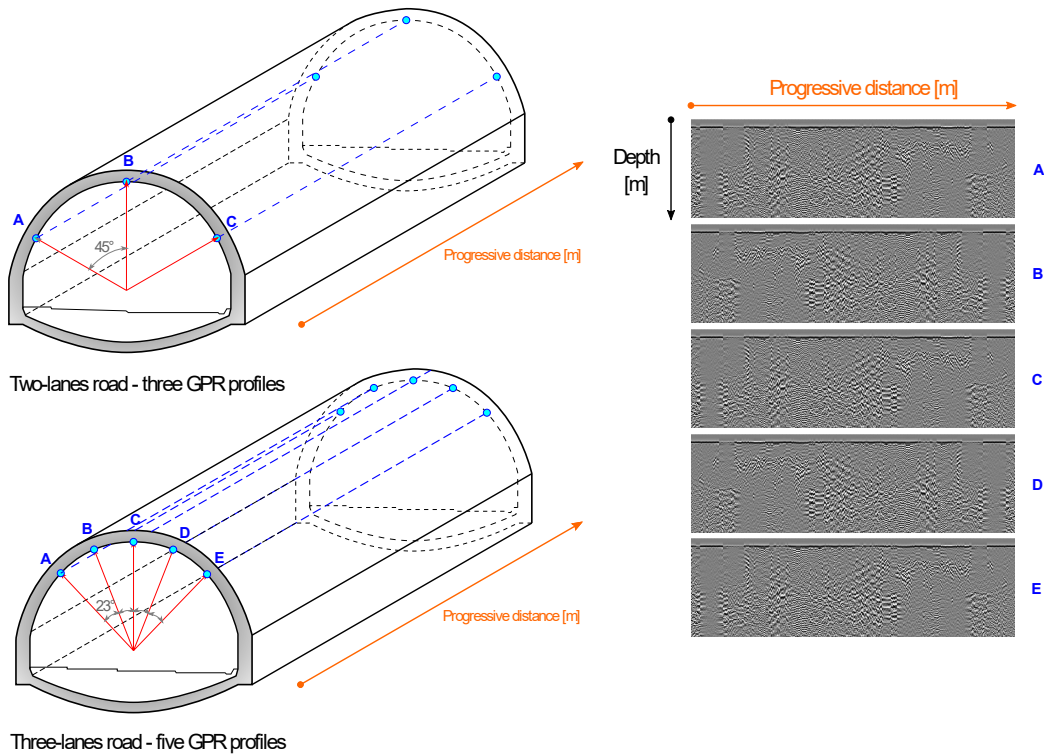 B
A
C
45°
Progressive distance [m]
Two-lanes road - three GPR profiles
C
B
D
A
E
23°
Progressive distance [m]
Three-lanes road - five GPR profiles
Progressive distance [m]
Depth
[m]
A
B
C
D
E